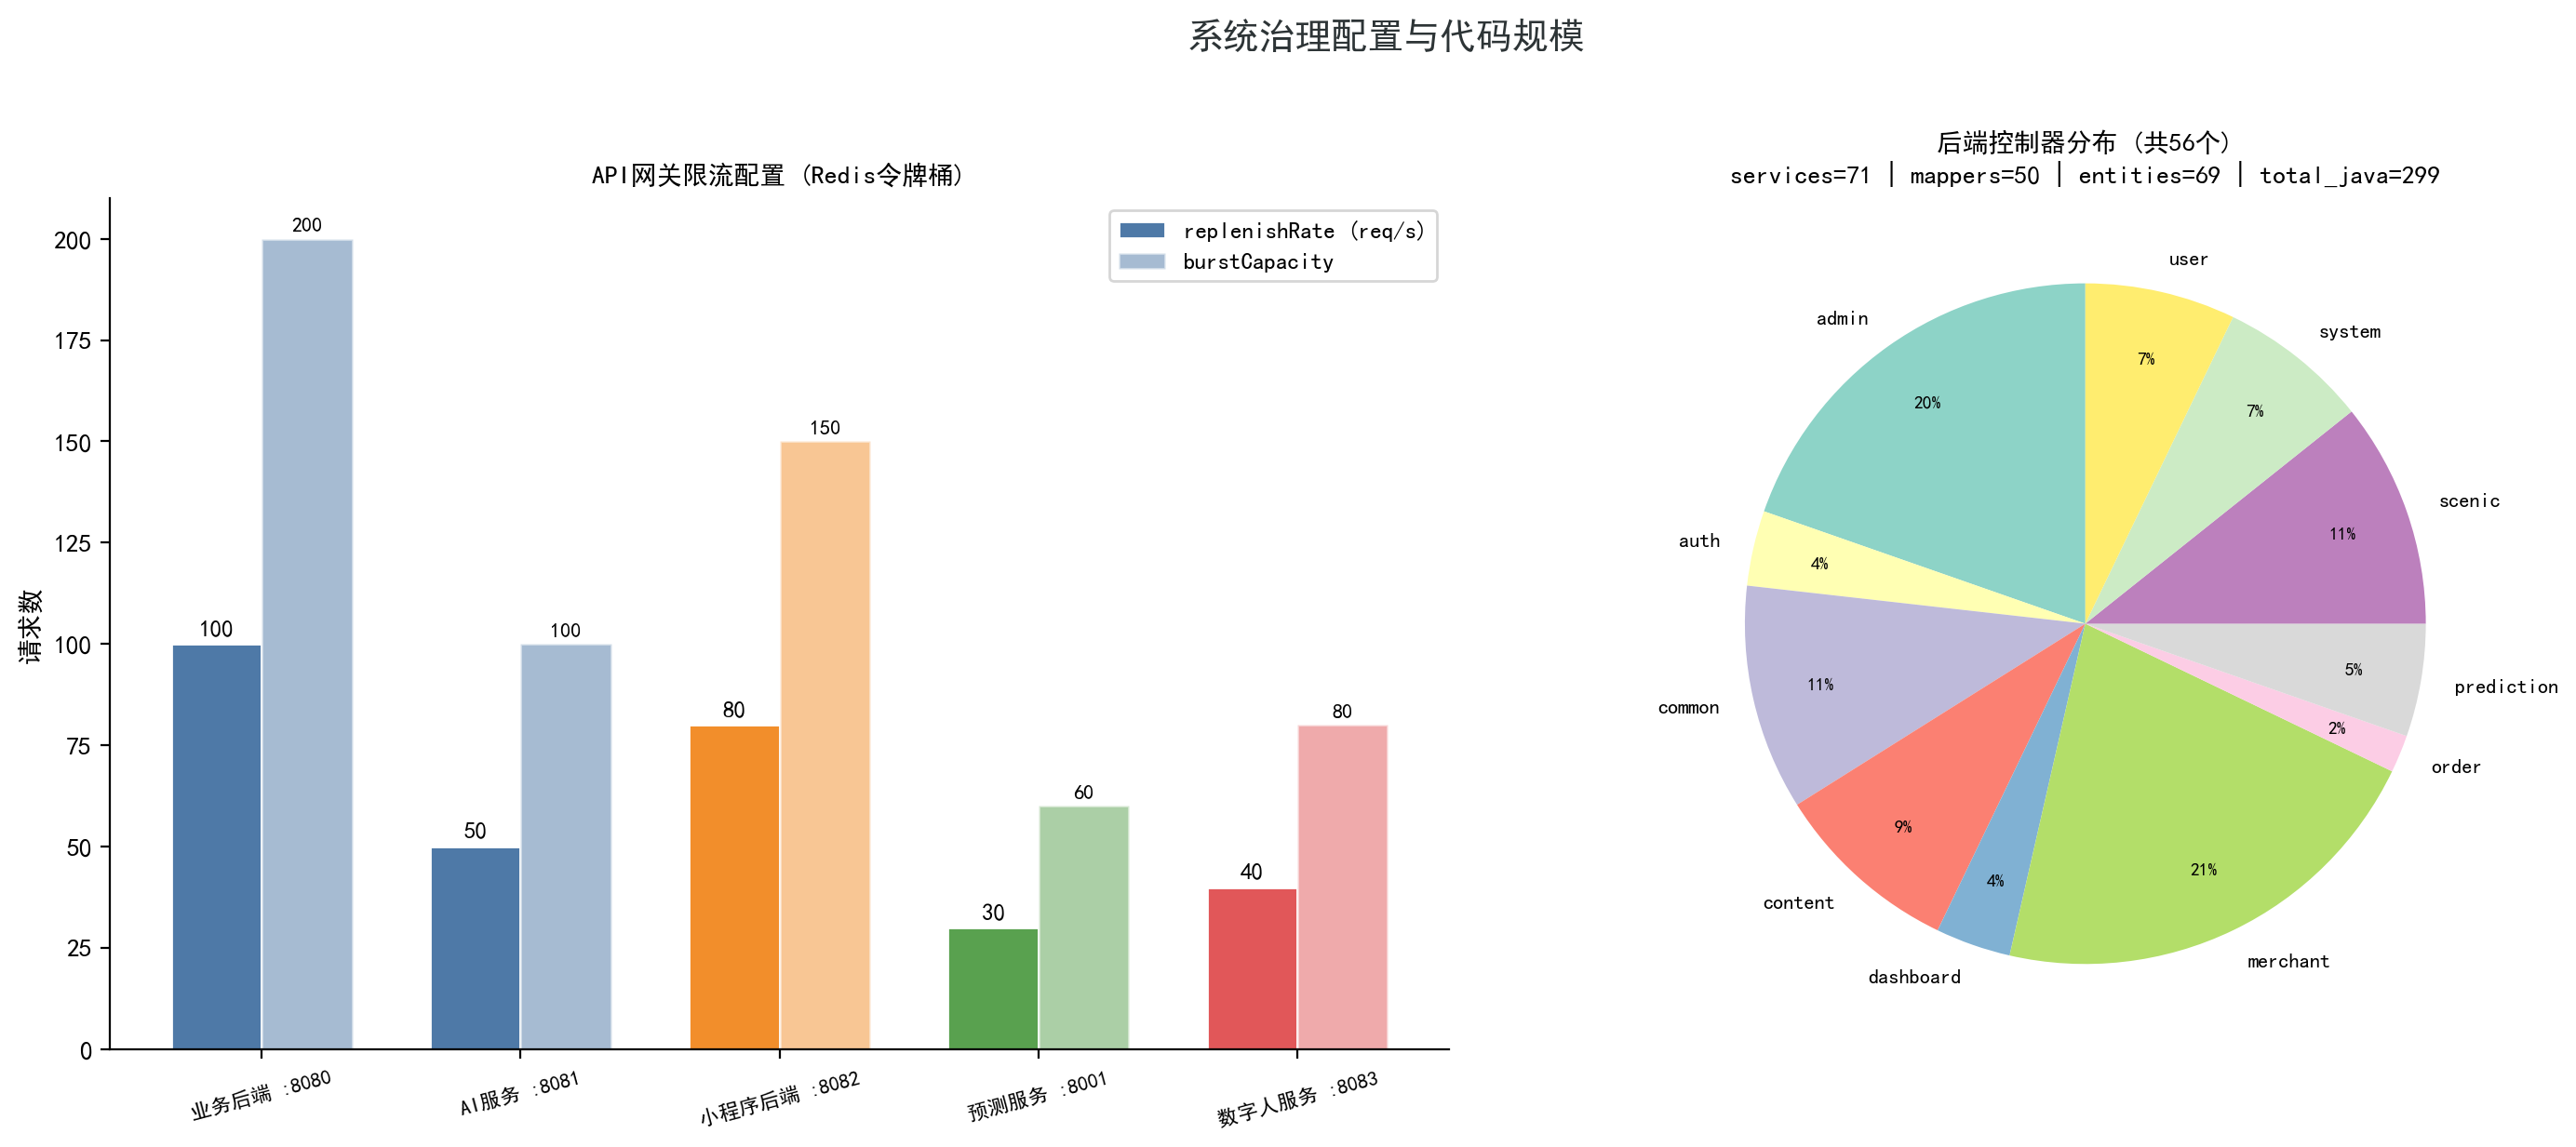 系统治理配置与代码规模
API网关限流配置 (Redis令牌桶)
replenishRate (req/s)
burstCapacity
请求数
200
175
150
125
100
75
50
25
0
100
200
50
100
80
150
30
60
40
80
业务后端 :8080
AI服务 :8081
小程序后端 :8082
预测服务 :8001
数字人服务 :8083
后端控制器分布 (共56个)
services=71 | mappers=50 | entities=69 | total_java=299
user
7%
system
7%
scenic
11%
prediction
5%
order
2%
merchant
21%
dashboard
4%
content
9%
common
11%
auth
4%
admin
20%